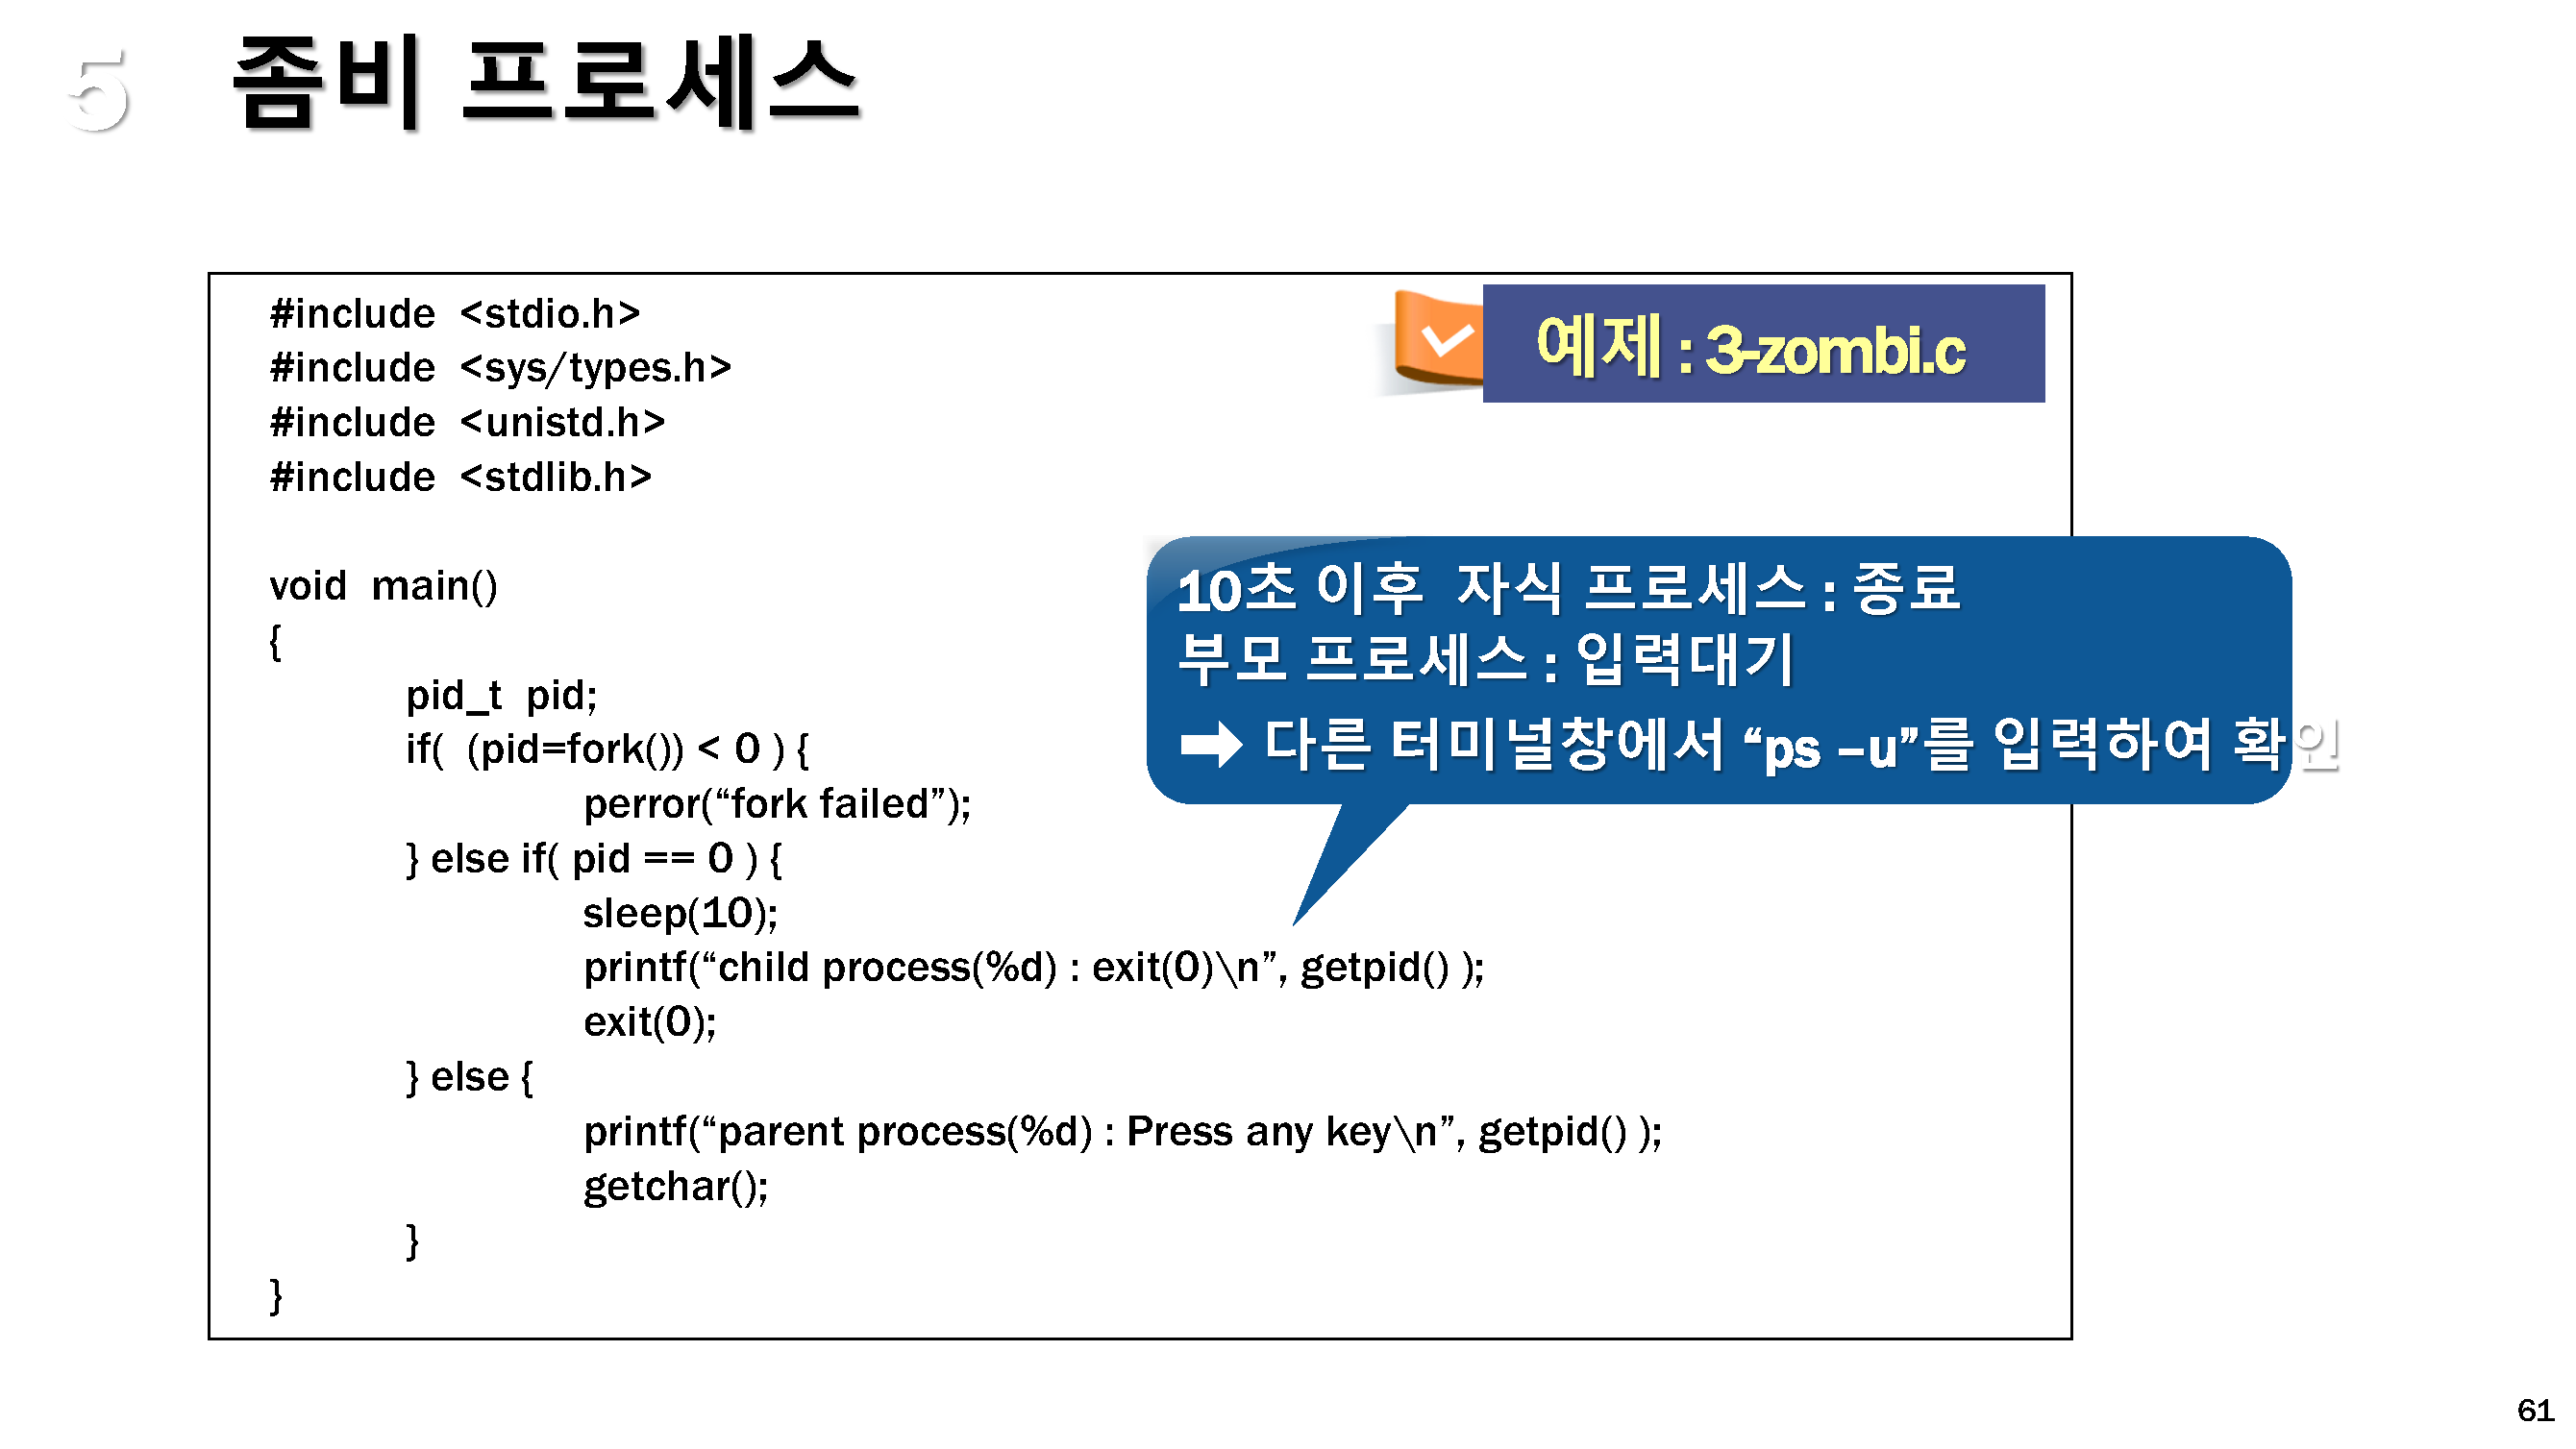 5 좀비 프로세스
#include <stdio.h>
예제 : 3-zombi.c
#include <sys/types.h>
#include <unistd.h>
#include <stdlib.h>
void main()
{
pid_t pid;
if( (pid=fork()) < 0 ) {
perror(“fork failed”);
} else if( pid == 0 ) {
sleep(10);
printf(“child process(%d) : exit(0)\n”, getpid() );
exit(0);
} else {
printf(“parent process(%d) : Press any key\n”, getpid() );
getchar();
}
}
10초 이후 자식 프로세스 : 종료
부모 프로세스 : 입력대기
➡ 다른 터미널창에서 “ps –u”를 입력하여 확인
61